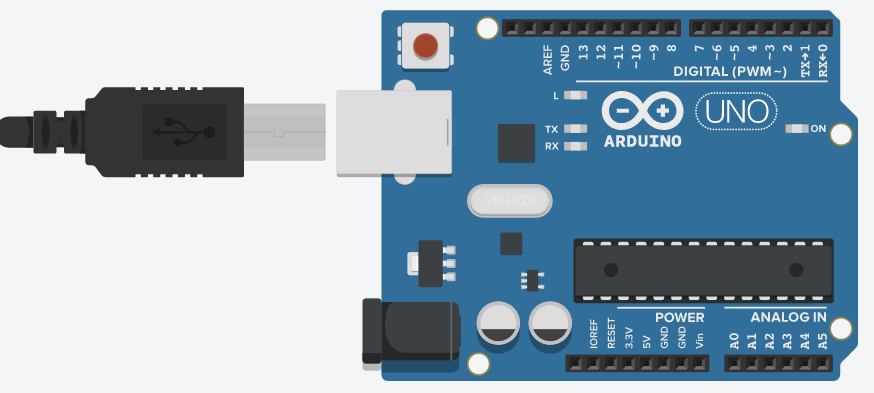 AREF
GND
13
12
~11
~10
~9
8
7
~6
~5
4
~3
2
TX→1
RX←0
DIGITAL (PWM~)
L
TX
RX
UNO
ON
ARDUINO
SPK16.000G
POWER
ANALOG IN
IOREF
RESET
3.3V
5V
GND
GND
Vin
A0
A1
A2
A3
A4
A5